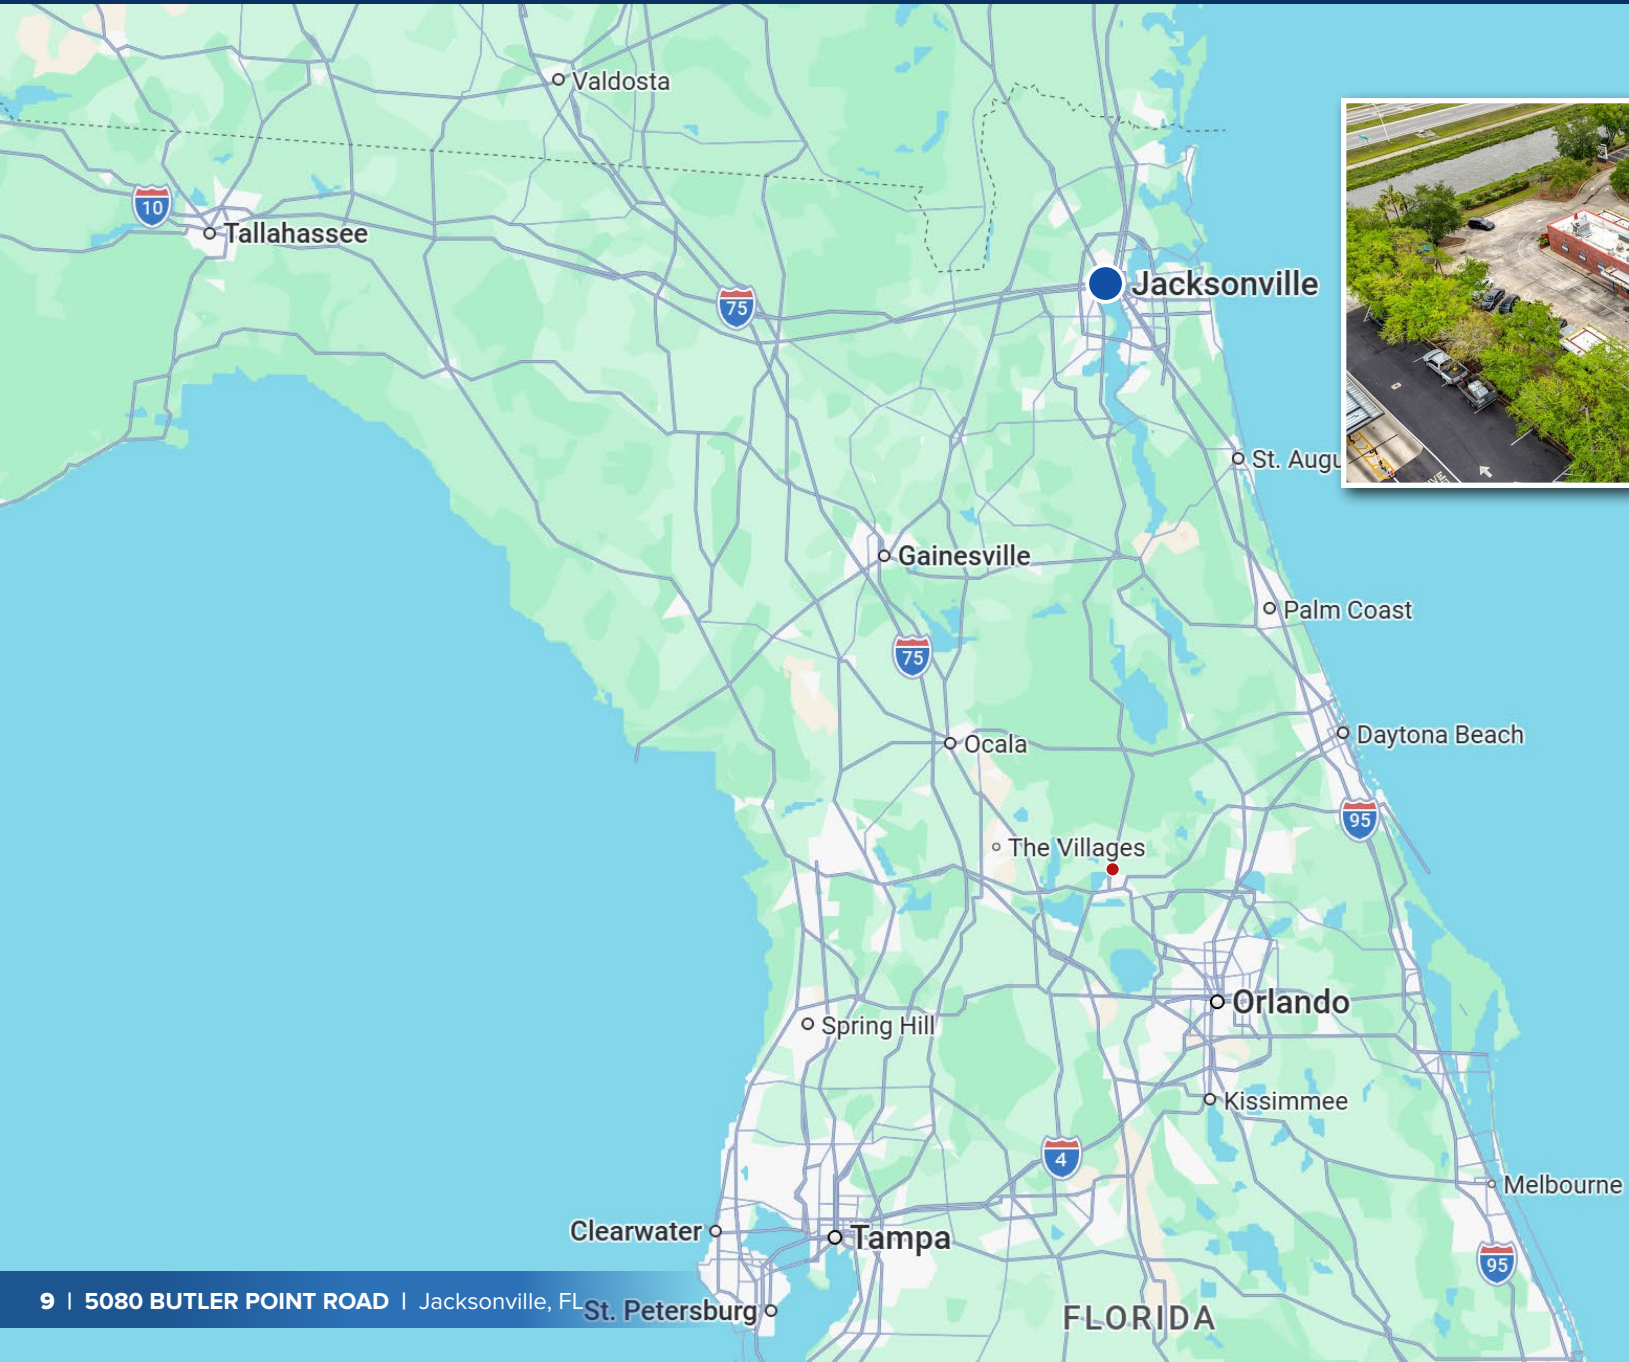 Valdosta
10
Tallahassee
75
Jacksonville
St. Augu
Gainesville
Palm Coast
75
Daytona Beach
Ocala
95
The Villages
Orlando
Spring Hill
Kissimmee
4
Melbourne
Clearwater
Tampa
95
9 | 5080 BUTLER POINT ROAD | Jacksonville, FL
St. Petersburg
FLORIDA